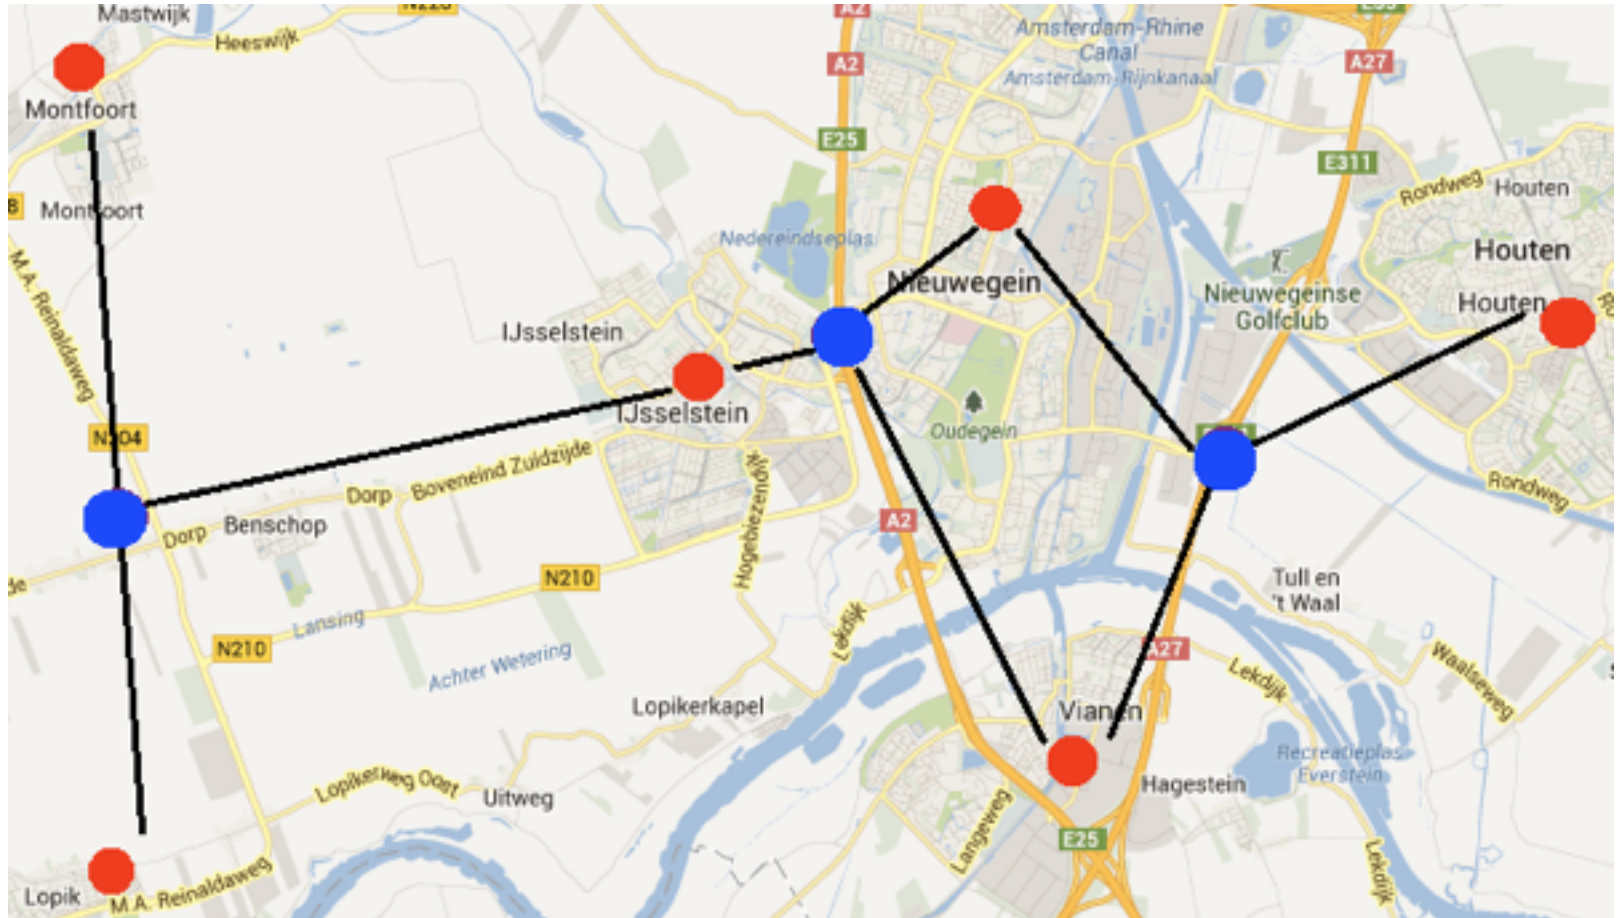 Mastwijk
N228
A2
E35
Heeswijk
Amsterdam-Rhine
Canal
Amsterdam-Rijnkanaal
A2
A27
Montfoort
E25
E311
Rondweg
Houten
Montfoort
Nedereindseplas
Houten
M.A. Reinaldaweg
Nieuwegein
Nieuwegeinse
Golfclub
Houten
IJsselstein
IJsselstein
Oudegein
N204
Boveneind Zuidzijde
Dorp
Hogebiezendijk
Rondweg
Dorp
Benschop
A2
N210
Tull en
't Waal
Lansing
N210
Lekdijk
Achter Wetering
A27
Lekdijk
Waalseweg
Lopikerkapel
Vianen
Recreatieplas
Everstein
Lopikerweg Oost
Uitweg
Hagestein
Langeweg
E25
Lekdijk
Lopik
M.A. Reinaldaweg